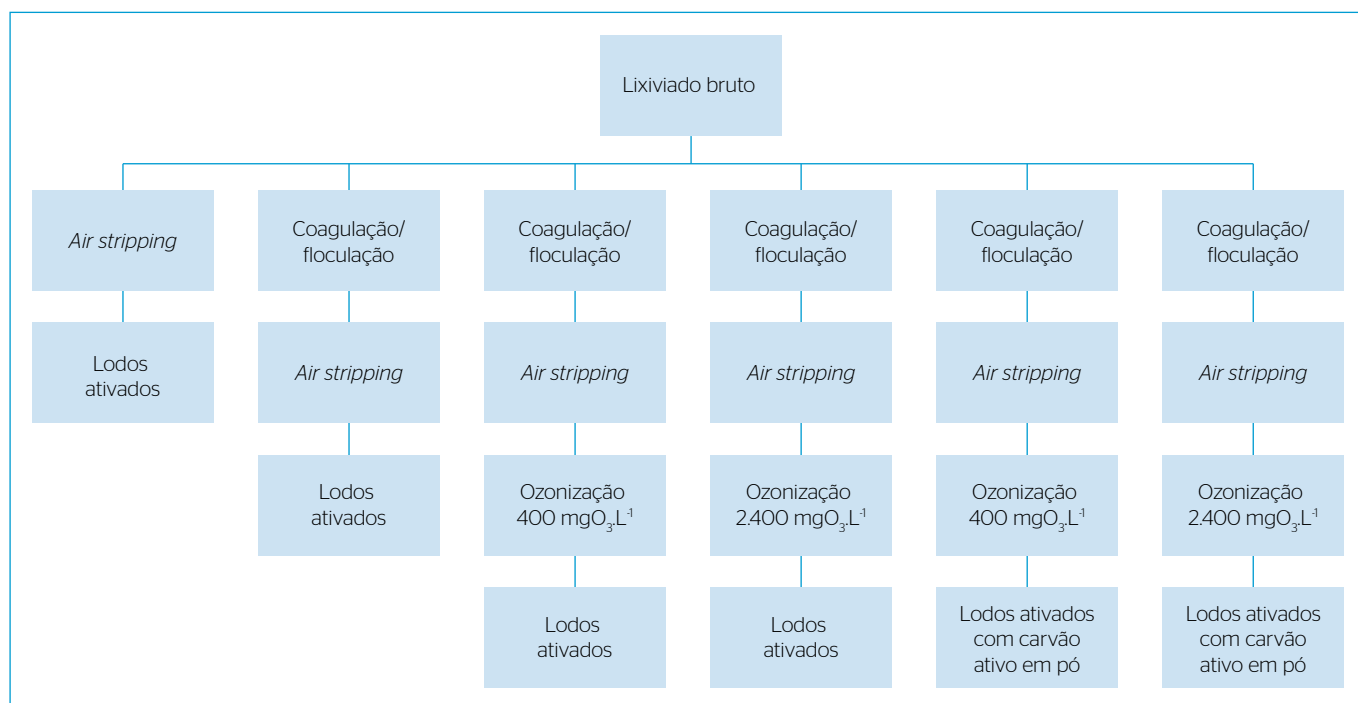 Lixiviado bruto
Air stripping
Coagulação/
floculação
Coagulação/
floculação
Coagulação/
floculação
Coagulação/
floculação
Coagulação/
floculação
Lodos
ativados
Air stripping
Air stripping
Air stripping
Air stripping
Air stripping
Lodos
ativados
Ozonização
400 mgO₃.L⁻¹
Ozonização
2.400 mgO₃.L⁻¹
Ozonização
400 mgO₃.L⁻¹
Ozonização
2.400 mgO₃.L⁻¹
Lodos
ativados
Lodos
ativados
Lodos ativados
com carvão
ativo em pó
Lodos ativados
com carvão
ativo em pó